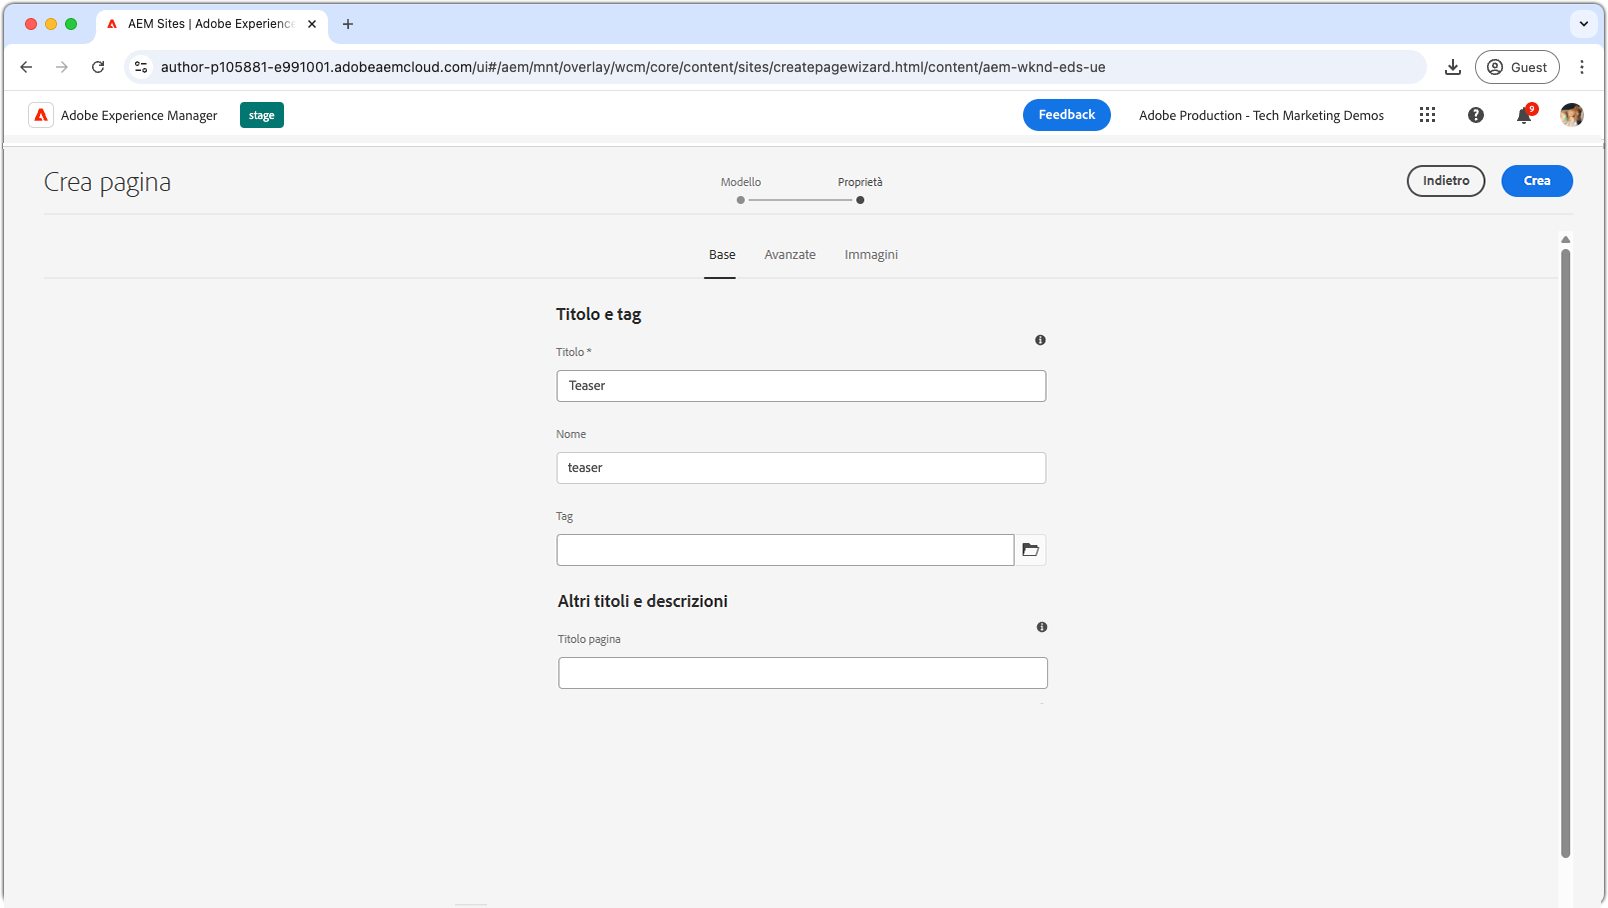 AEM Sites | Adobe Experience
author-p105881-e991001.adobeaemcloud.com/ui#/aem/mnt/overlay/wcm/core/content/sites/createpagewizard.html/content/aem-wknd-eds-ue
Guest
Adobe Experience Manager
stage
Feedback
Adobe Production - Tech Marketing Demos
9
Crea pagina
Modello
Proprietà
Indietro
Crea
Base
Avanzate
Immagini
Titolo e tag
Titolo *
Teaser
Nome
teaser
Tag
Altri titoli e descrizioni
Titolo pagina